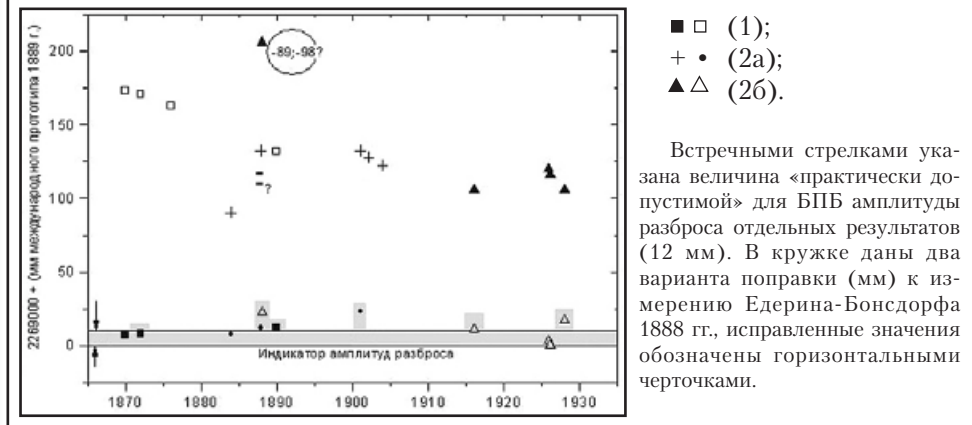 2269000 + (мм международного прототипа 1889 г.)
200
150
100
50
0
-89;-98?
?
Индикатор амплитуд разброса
1870 1880 1890 1900 1910 1920 1930
■ □ (1);
+ • (2а);
▲ △ (2б).
Встречными стрелками ука-
зана величина «практически до-
пустимой» для БПБ амплитуды
разброса отдельных результатов
(12 мм). В кружке даны два
варианта поправки (мм) к из-
мерению Едерина-Бонсдорфа
1888 гг., исправленные значения
обозначены горизонтальными
черточками.